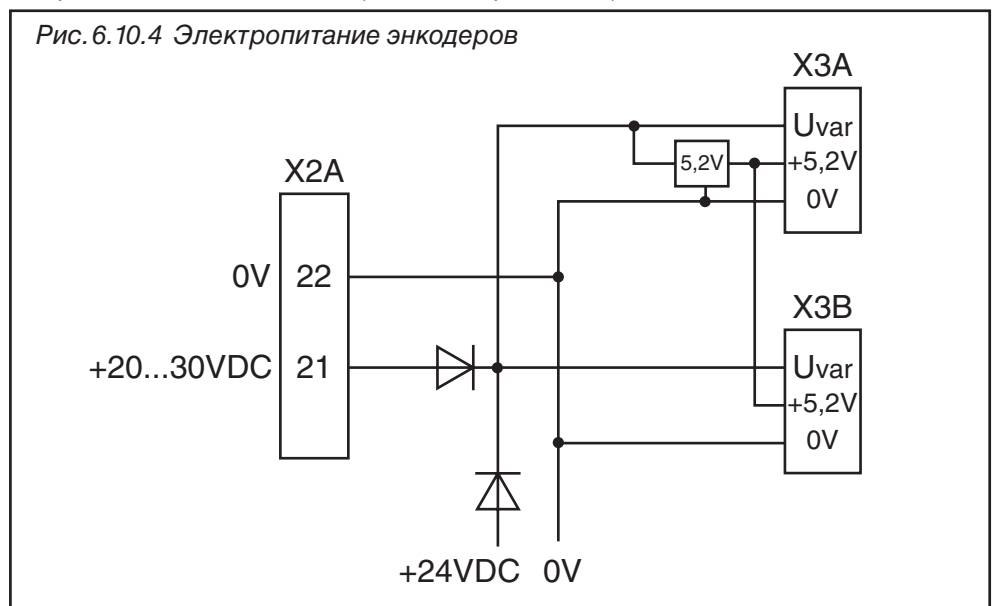 Рис.6.10.4 Электропитание энкодеров
X3A
Uvar
5,2V
+5,2V
0V
X2A
0V 22
+20...30VDC 21
X3B
Uvar
+5,2V
0V
+24VDC 0V